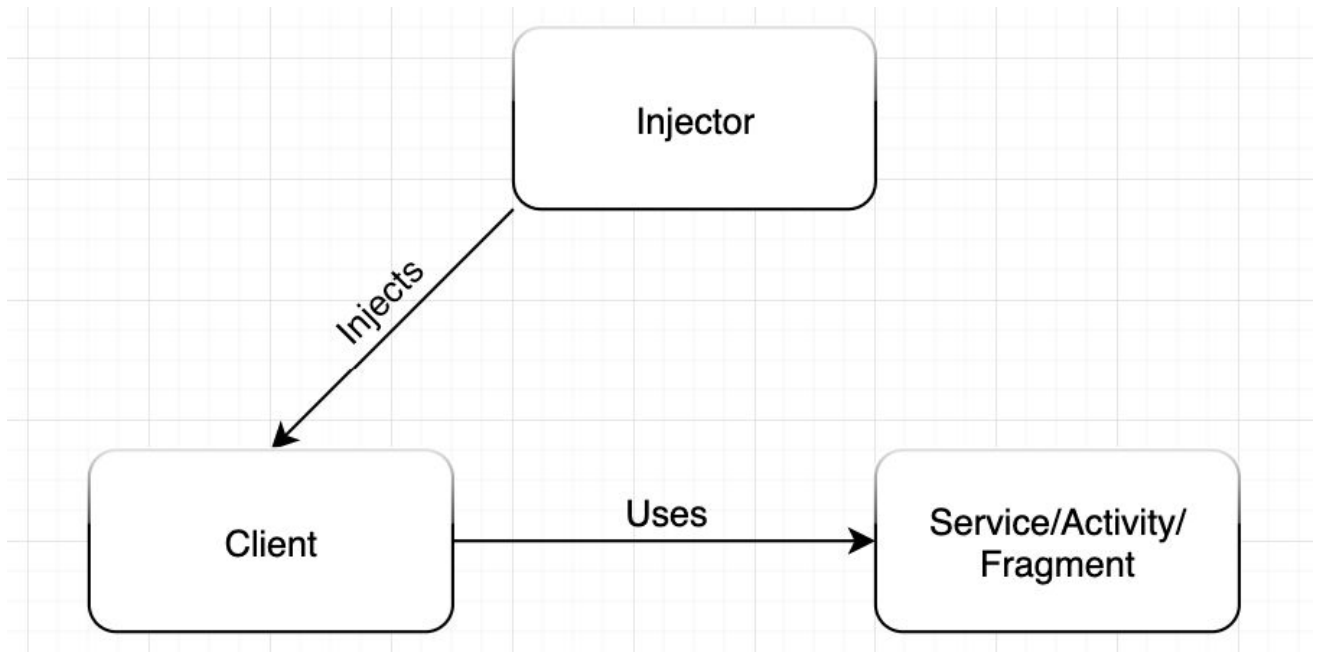 Injector
Injects
Client
Uses
Service/Activity/
Fragment